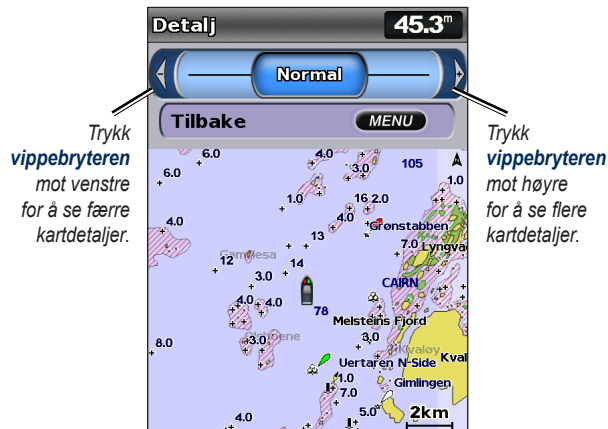 Detalj
45.3m
- Normal +
Tilbake
MENU
Trykk
vippebryteren
mot venstre
for å se færre
kartdetaljer.
Trykk
vippebryteren
mot høyre
for å se flere
kartdetaljer.
6.0
4.0
105
6.0
3.0
1.0
1.0
16
2.0
4.0
4.0
Grønstabben
13
7.0
Lyngva
12
Gamlesa
14
3.0
CAIRN
4.0
4.0
78
Melsteins Fjord
3.0
3.0
8.0
Kvaløy
Kval
Uertaren N-Side
1.0
Gimlingen
7.0
5.0
4.0
2km